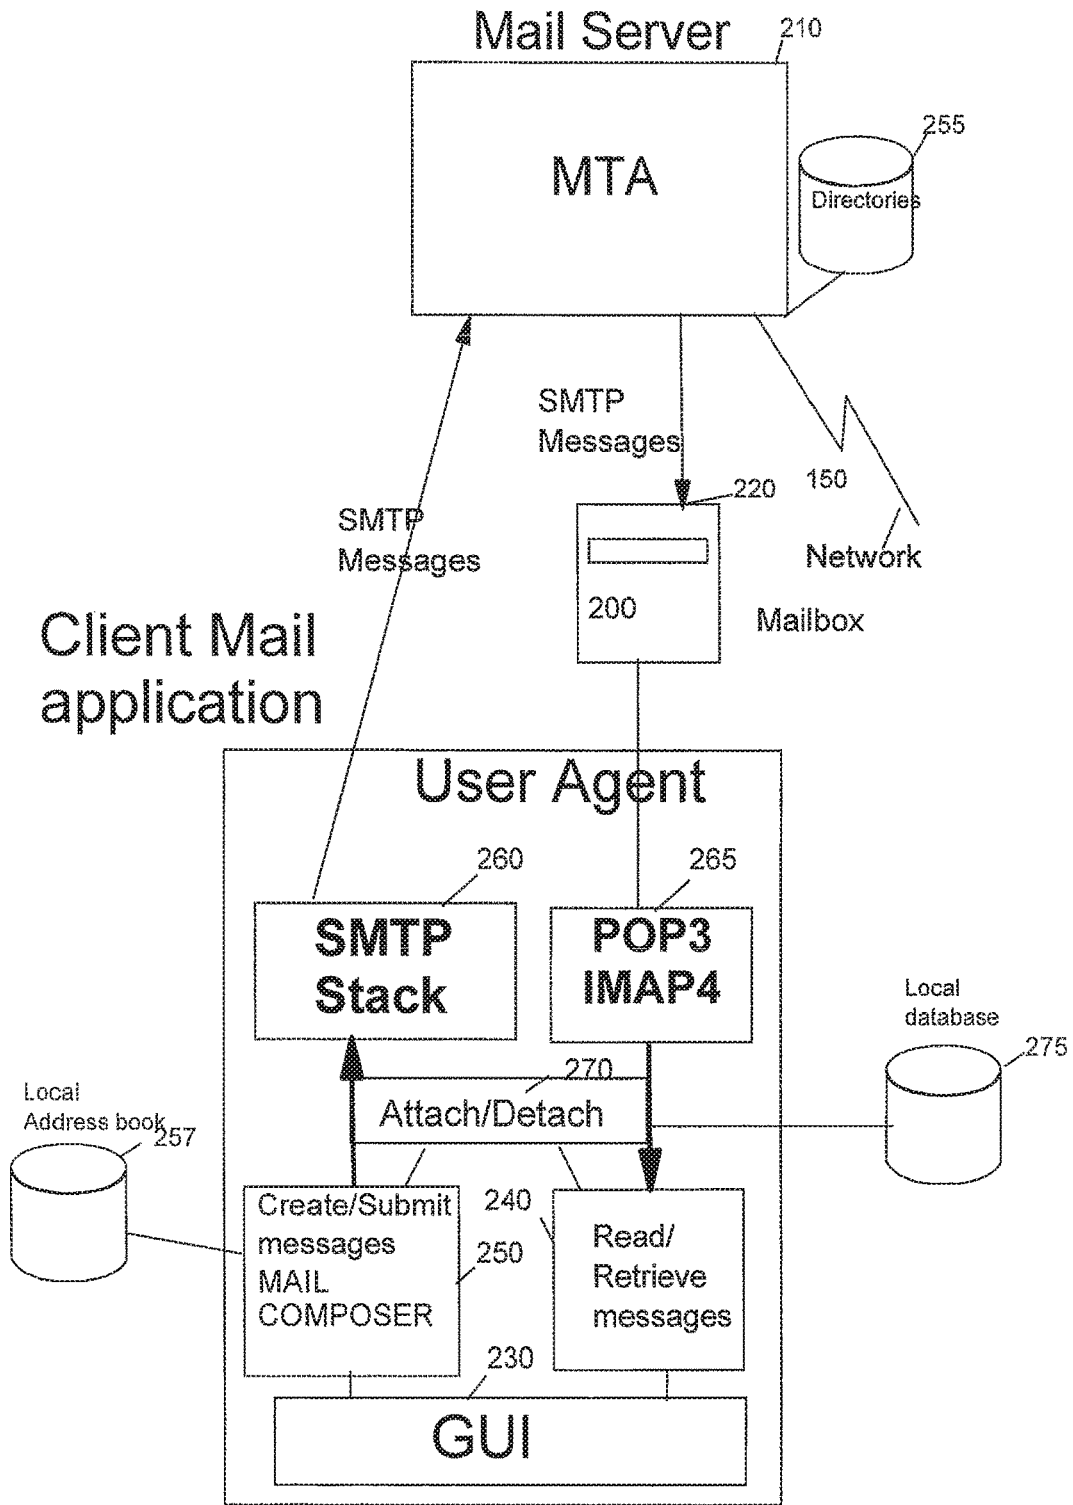 Mail Server
210
MTA
255
Directories
SMTP
Messages
220
150
Network
SMTP
Messages
200
Mailbox
Client Mail
application
User Agent
260
265
SMTP
Stack
POP3
IMAP4
Local
database
275
270
Attach/Detach
Local
Address book
257
Create/Submit
messages
MAIL
COMPOSER
250
240
Read/
Retrieve
messages
230
GUI